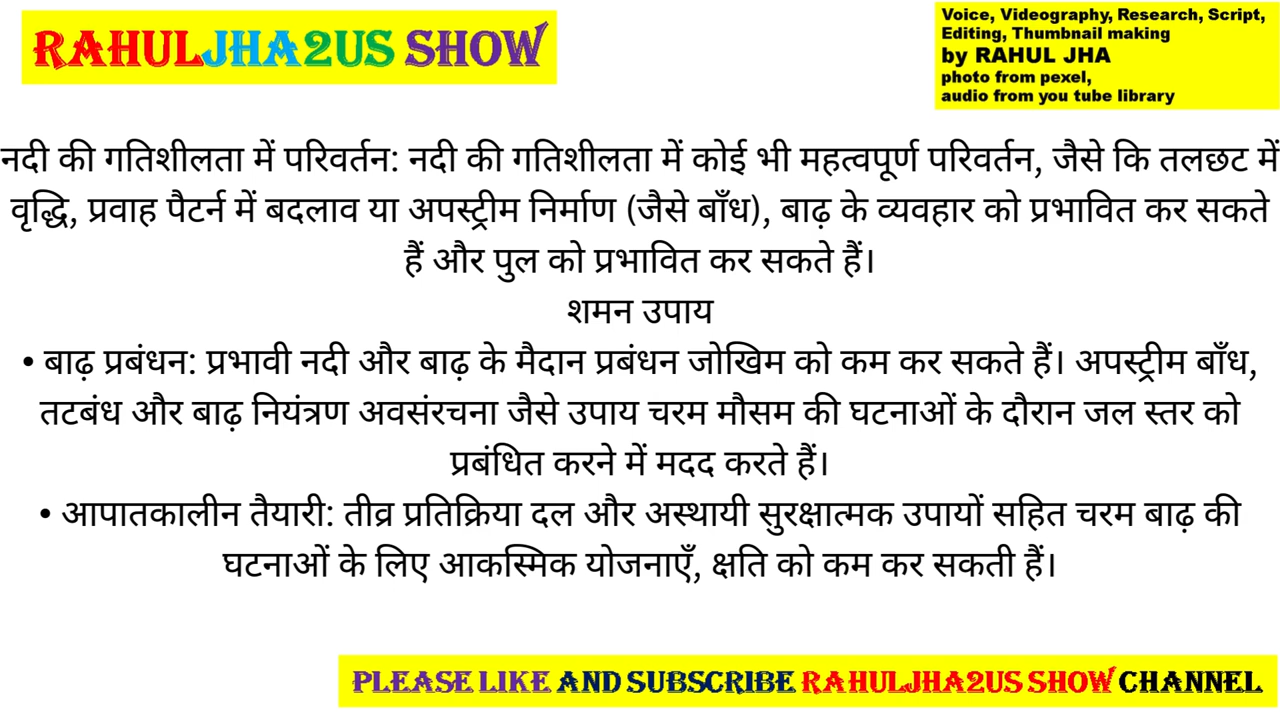 RAHULJHA2US SHOW
Voice, Videography, Research, Script,
Editing, Thumbnail making
by RAHUL JHA
photo from pexel,
audio from you tube library
नदी की गतिशीलता में परिवर्तन: नदी की गतिशीलता में कोई भी महत्वपूर्ण परिवर्तन, जैसे कि तलछट में
वृद्धि, प्रवाह पैटर्न में बदलाव या अपस्ट्रीम निर्माण (जैसे बाँध), बाढ़ के व्यवहार को प्रभावित कर सकते
हैं और पुल को प्रभावित कर सकते हैं।
शमन उपाय
• बाढ़ प्रबंधन: प्रभावी नदी और बाढ़ के मैदान प्रबंधन जोखिम को कम कर सकते हैं। अपस्ट्रीम बाँध,
तटबंध और बाढ़ नियंत्रण अवसंरचना जैसे उपाय चरम मौसम की घटनाओं के दौरान जल स्तर को
प्रबंधित करने में मदद करते हैं।
• आपातकालीन तैयारी: तीव्र प्रतिक्रिया दल और अस्थायी सुरक्षात्मक उपायों सहित चरम बाढ़ की
घटनाओं के लिए आकस्मिक योजनाएँ, क्षति को कम कर सकती हैं।
PLEASE LIKE AND SUBSCRIBE RAHULJHA2US SHOW CHANNEL